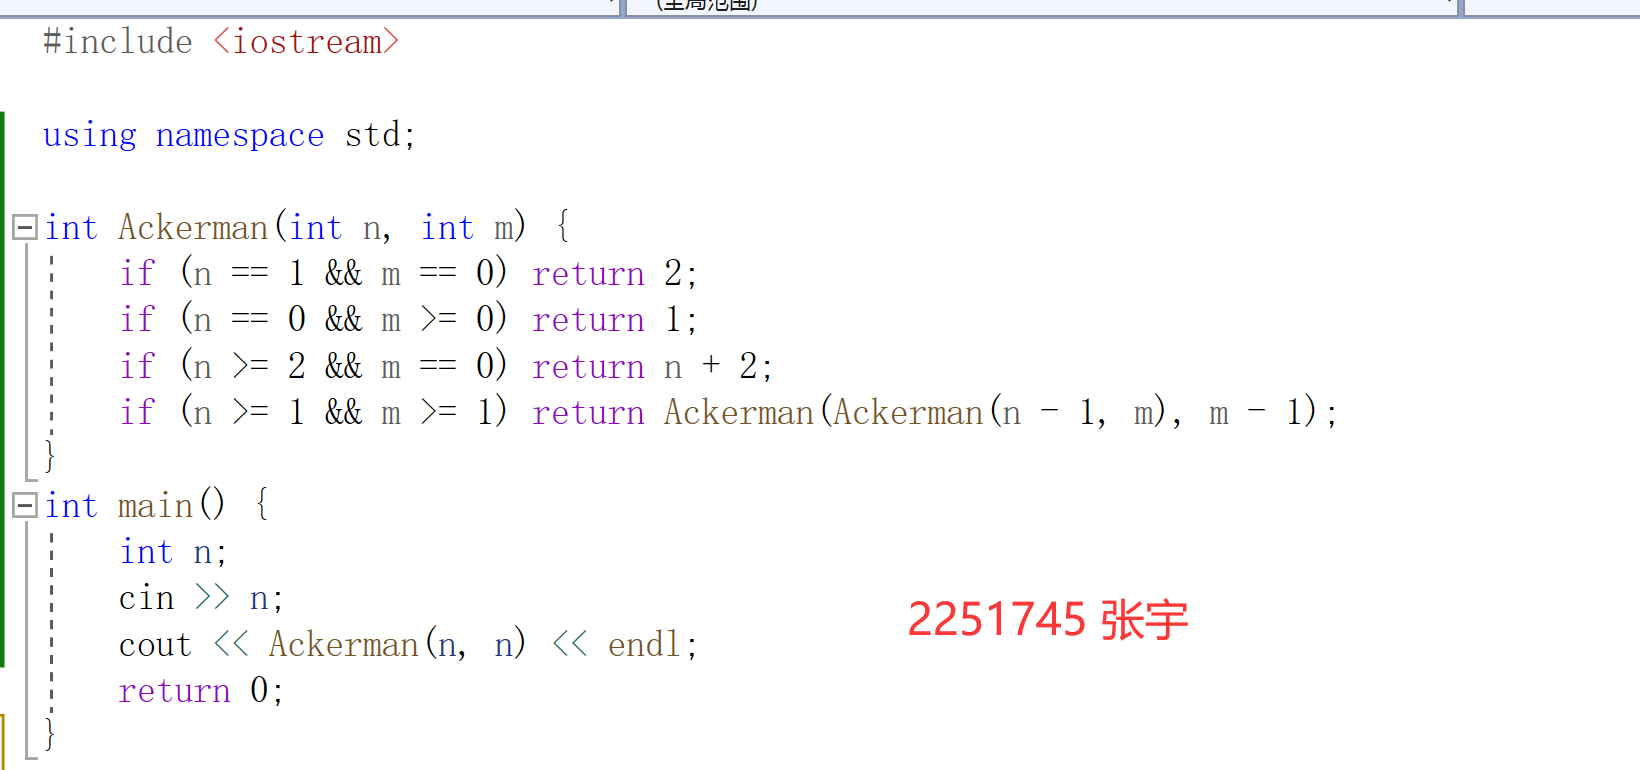 (全局范围)
#include <iostream>
using namespace std;
int Ackerman(int n, int m) {
if (n == 1 && m == 0) return 2;
if (n == 0 && m >= 0) return 1;
if (n >= 2 && m == 0) return n + 2;
if (n >= 1 && m >= 1) return Ackerman(Ackerman(n - 1, m), m - 1);
}
int main() {
int n;
cin >> n;
cout << Ackerman(n, n) << endl;
return 0;
}
2251745 张宇